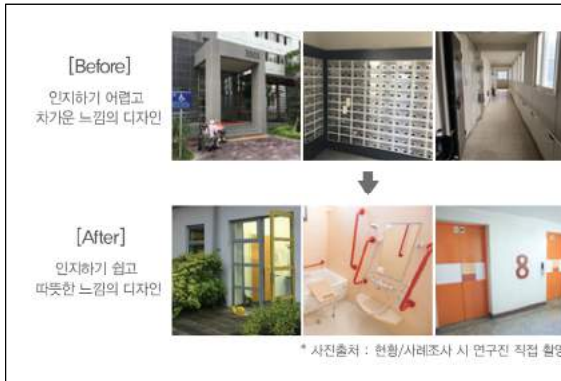 [Before]
인지하기 어렵고
차가운 느낌의 디자인
[After]
인지하기 쉽고
따뜻한 느낌의 디자인
8
* 사진출처 : 현황/사례조사 시 연구진 직접 촬영